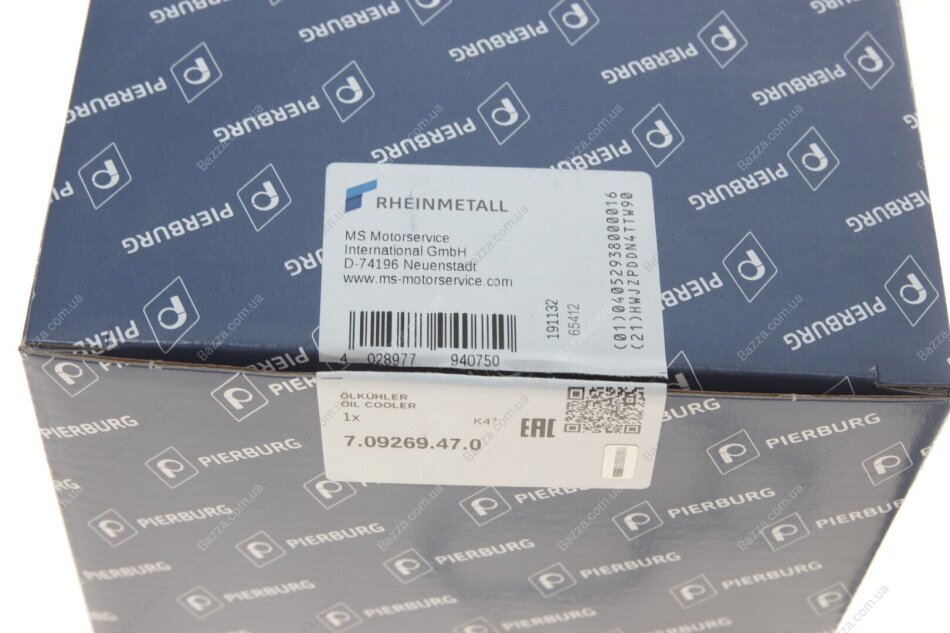 PIERBURG
RHEINMETALL
MS Motorservice
International GmbH
D-74196 Neuenstadt
www.ms-motorservice.com
191132
65412
(01)04052938000016
(21)HWJZPDDN4TTW90
4 028977 940750
ÖLKÜHLER
OIL COOLER
1x
K47
EAC
7.09269.47.0
Bazza.com.ua